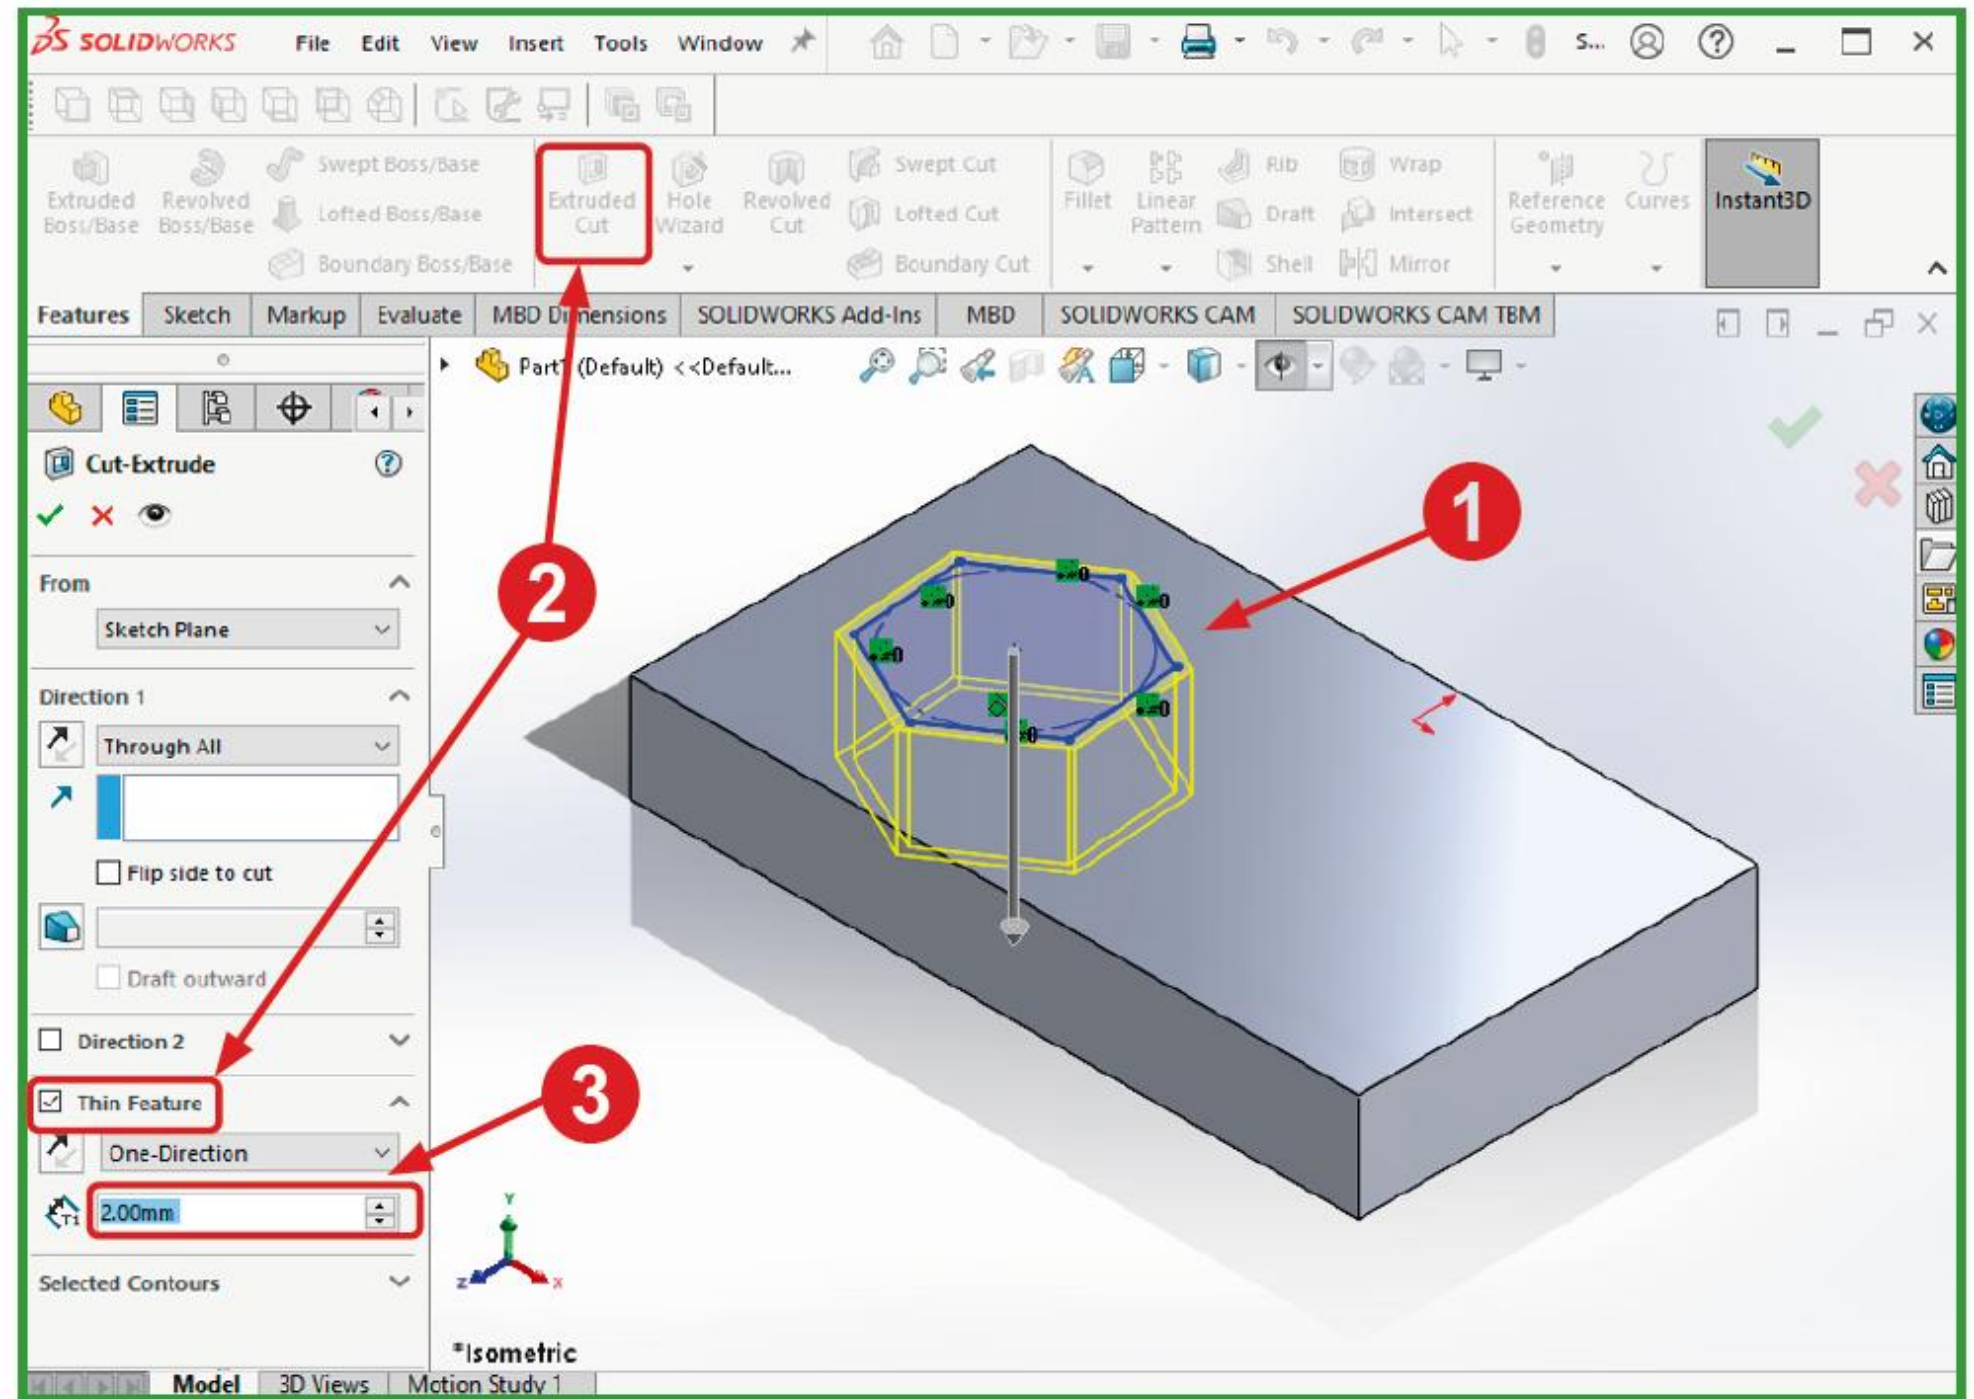 SOLIDWORKS File Edit View Insert Tools Window S...
Extruded Boss/Base
Revolved Boss/Base
Swept Boss/Base
Lofted Boss/Base
Boundary Boss/Base
Extruded Cut
Hole Wizard
Revolved Cut
Swept Cut
Lofted Cut
Boundary Cut
Fillet
Linear Pattern
Rib
Draft
Shell
Wrap
Intersect
Mirror
Reference Geometry
Curves
Instant3D
Features Sketch Markup Evaluate MBD Dimensions SOLIDWORKS Add-Ins MBD SOLIDWORKS CAM SOLIDWORKS CAM TBM
Part1 (Default) <<Default...
Cut-Extrude
1
2
From
Sketch Plane
Direction 1
Through All
Flip side to cut
Draft outward
Direction 2
3
Thin Feature
One-Direction
T1 2.00mm
Y
Z X
Selected Contours
*Isometric
Model 3D Views Motion Study 1